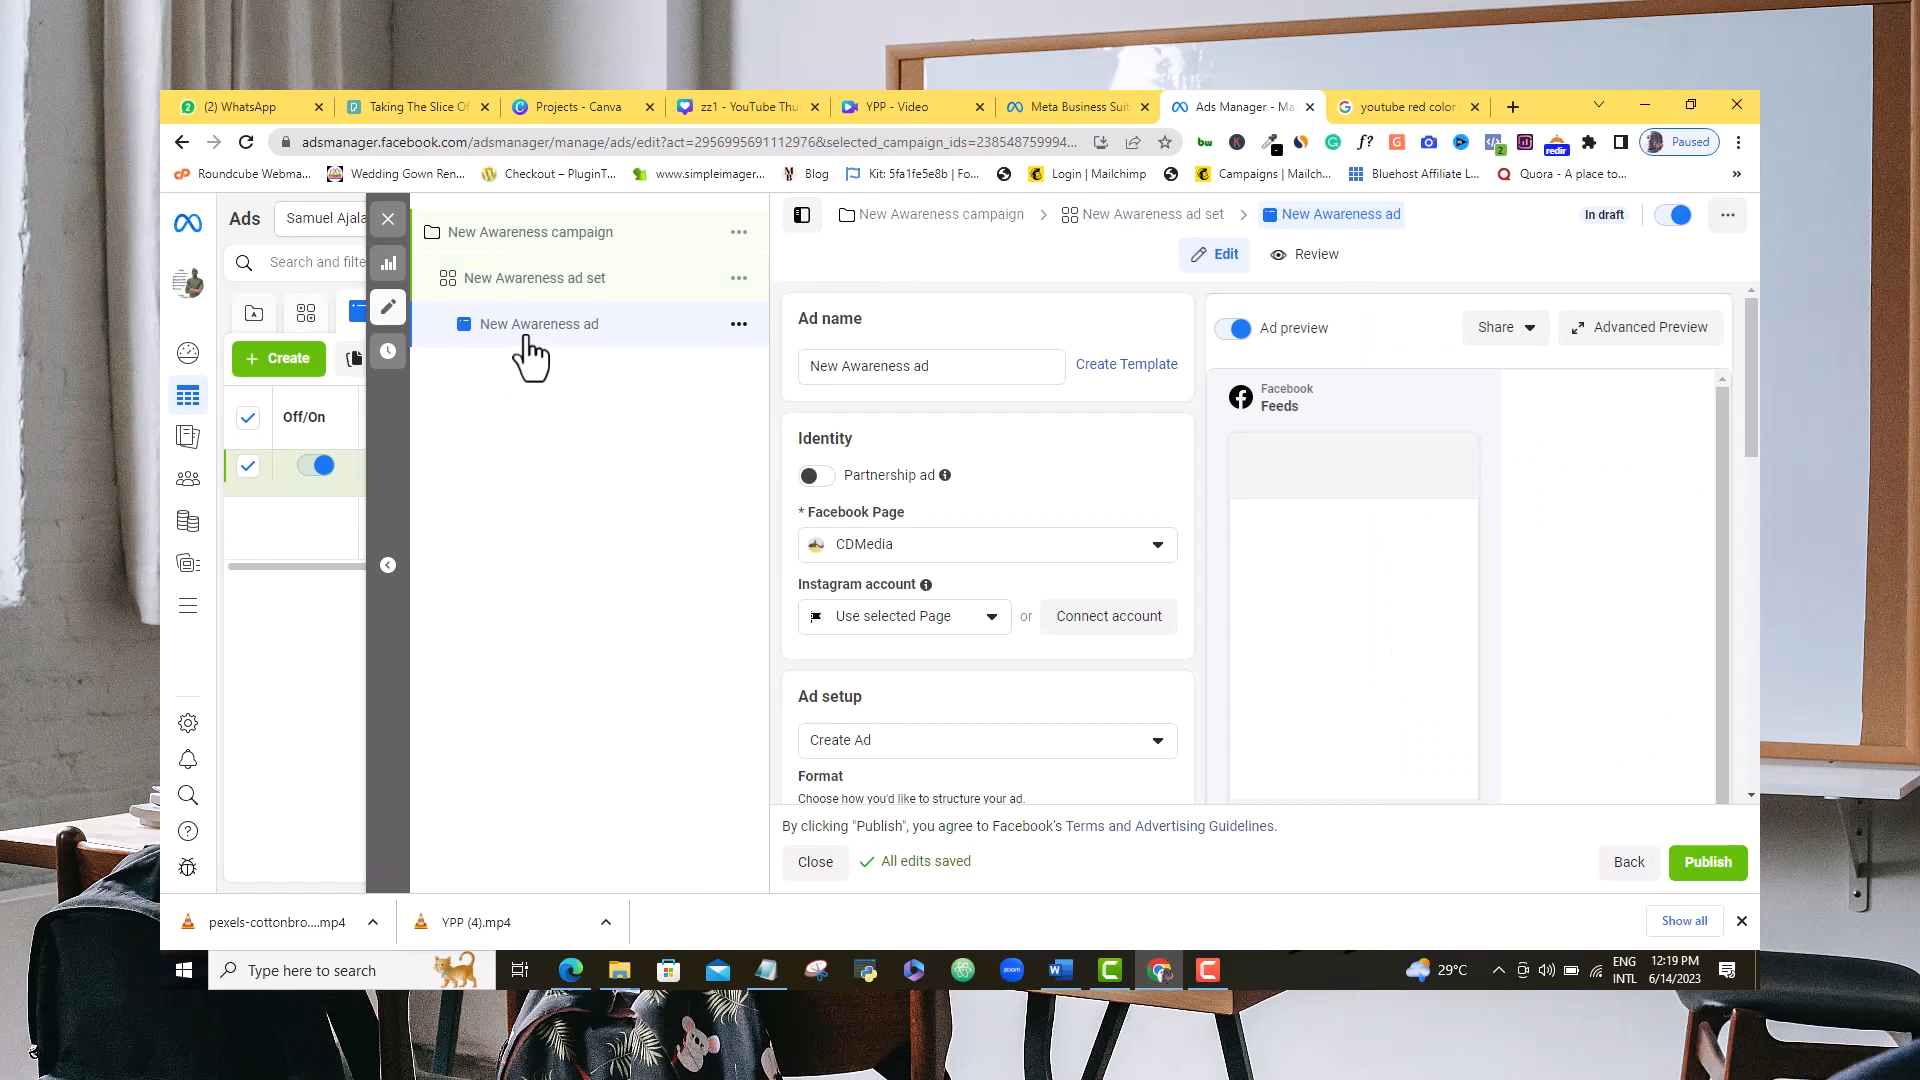 (2) WhatsApp
Taking The Slice Of
Projects - Canva
zz1 - YouTube Thu
YPP - Video
Meta Business Suit
Ads Manager - Ma
youtube red color
adsmanager.facebook.com/adsmanager/manage/ads/edit?act=2956995691112976&selected_campaign_ids=238548759994...
f?
2
redir
Paused
Roundcube Webma...
Wedding Gown Ren...
Checkout – PluginT...
www.simpleimager...
Blog
Kit: 5fa1fe5e8b | Fo...
Login | Mailchimp
Campaigns | Mailch...
Bluehost Affiliate L...
Quora - A place to...
»
Ads
Samuel Ajala
Search and filte
+ Create
Off/On
New Awareness campaign
New Awareness ad set
New Awareness ad
New Awareness campaign
New Awareness ad set
New Awareness ad
In draft
Edit
Review
Ad name
New Awareness ad
Create Template
Identity
Partnership ad
* Facebook Page
CDMedia
Instagram account
Use selected Page
or
Connect account
Ad setup
Create Ad
Format
Choose how you'd like to structure your ad.
Ad preview
Share
Advanced Preview
Facebook
Feeds
By clicking "Publish", you agree to Facebook's Terms and Advertising Guidelines.
Close
All edits saved
Back
Publish
pexels-cottonbro....mp4
YPP (4).mp4
Show all
Type here to search
zoom
29°C
ENG
INTL
12:19 PM
6/14/2023